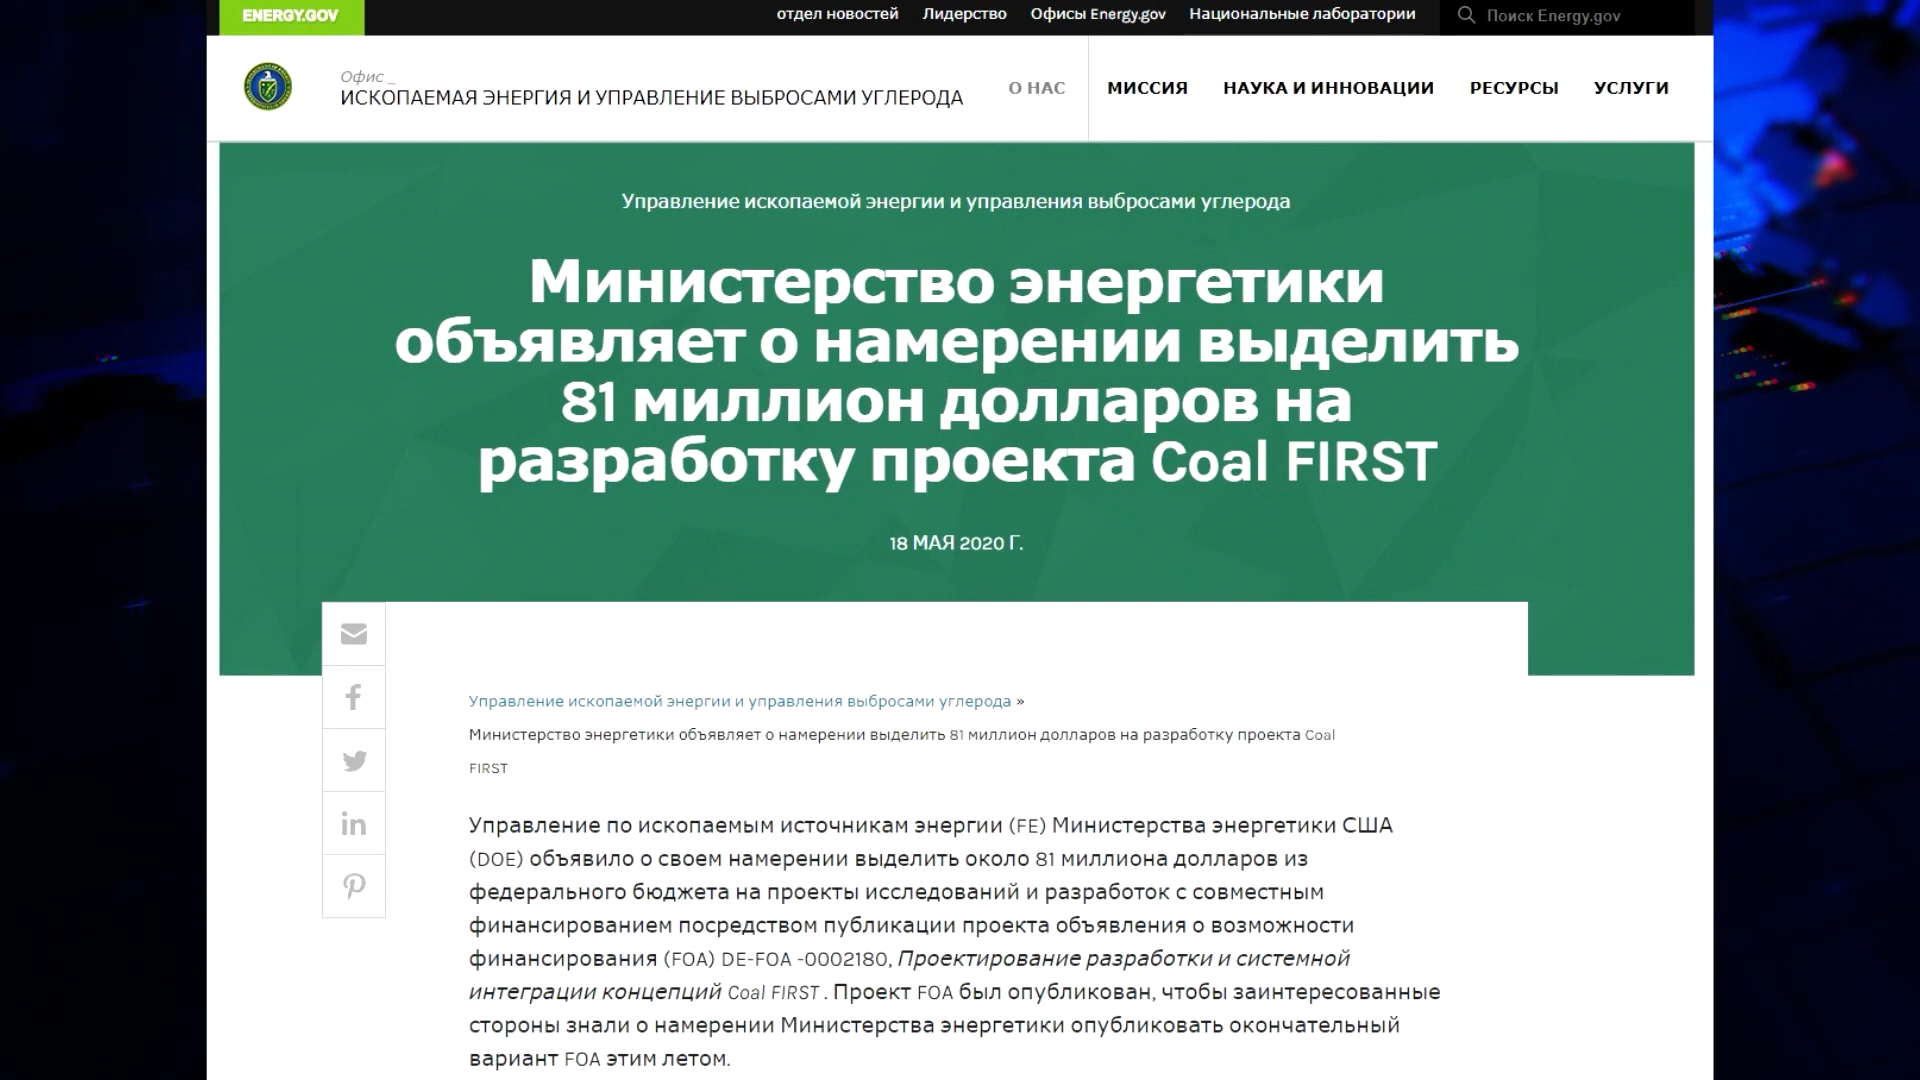 ENERGY.GOV
отдел новостей Лидерство Офисы Energy.gov Национальные лаборатории Поиск Energy.gov
Офис _
ИСКОПАЕМАЯ ЭНЕРГИЯ И УПРАВЛЕНИЕ ВЫБРОСАМИ УГЛЕРОДА
О НАС МИССИЯ НАУКА И ИННОВАЦИИ РЕСУРСЫ УСЛУГИ
Управление ископаемой энергии и управления выбросами углерода
Министерство энергетики
объявляет о намерении выделить
81 миллион долларов на
разработку проекта Coal FIRST
18 МАЯ 2020 Г.
Управление ископаемой энергии и управления выбросами углерода »
Министерство энергетики объявляет о намерении выделить 81 миллион долларов на разработку проекта Coal
FIRST
Управление по ископаемым источникам энергии (FE) Министерства энергетики США
(DOE) объявило о своем намерении выделить около 81 миллиона долларов из
федерального бюджета на проекты исследований и разработок с совместным
финансированием посредством публикации проекта объявления о возможности
финансирования (FOA) DE-FOA -0002180, Проектирование разработки и системной
интеграции концепций Coal FIRST . Проект FOA был опубликован, чтобы заинтересованные
стороны знали о намерении Министерства энергетики опубликовать окончательный
вариант FOA этим летом.